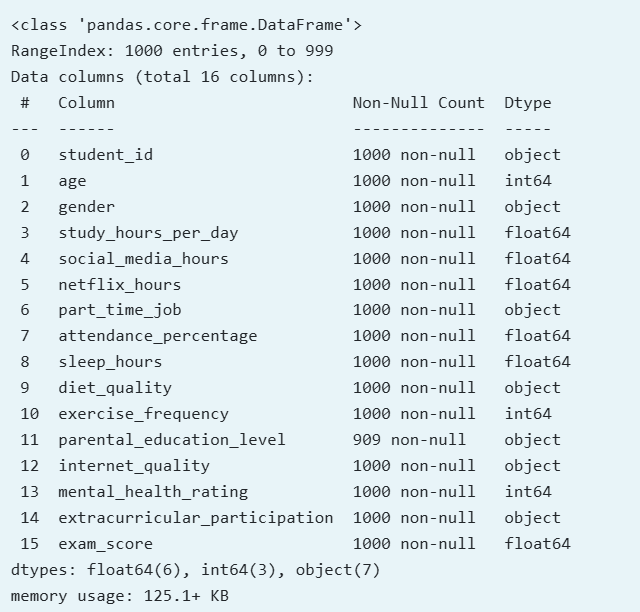 <class 'pandas.core.frame.DataFrame'>
RangeIndex: 1000 entries, 0 to 999
Data columns (total 16 columns):
 #   Column                         Non-Null Count  Dtype
---  ------                         --------------  -----
 0   student_id                     1000 non-null   object
 1   age                            1000 non-null   int64
 2   gender                         1000 non-null   object
 3   study_hours_per_day            1000 non-null   float64
 4   social_media_hours             1000 non-null   float64
 5   netflix_hours                  1000 non-null   float64
 6   part_time_job                  1000 non-null   object
 7   attendance_percentage          1000 non-null   float64
 8   sleep_hours                    1000 non-null   float64
 9   diet_quality                   1000 non-null   object
 10  exercise_frequency             1000 non-null   int64
 11  parental_education_level       909 non-null    object
 12  internet_quality               1000 non-null   object
 13  mental_health_rating           1000 non-null   int64
 14  extracurricular_participation  1000 non-null   object
 15  exam_score                     1000 non-null   float64
dtypes: float64(6), int64(3), object(7)
memory usage: 125.1+ KB